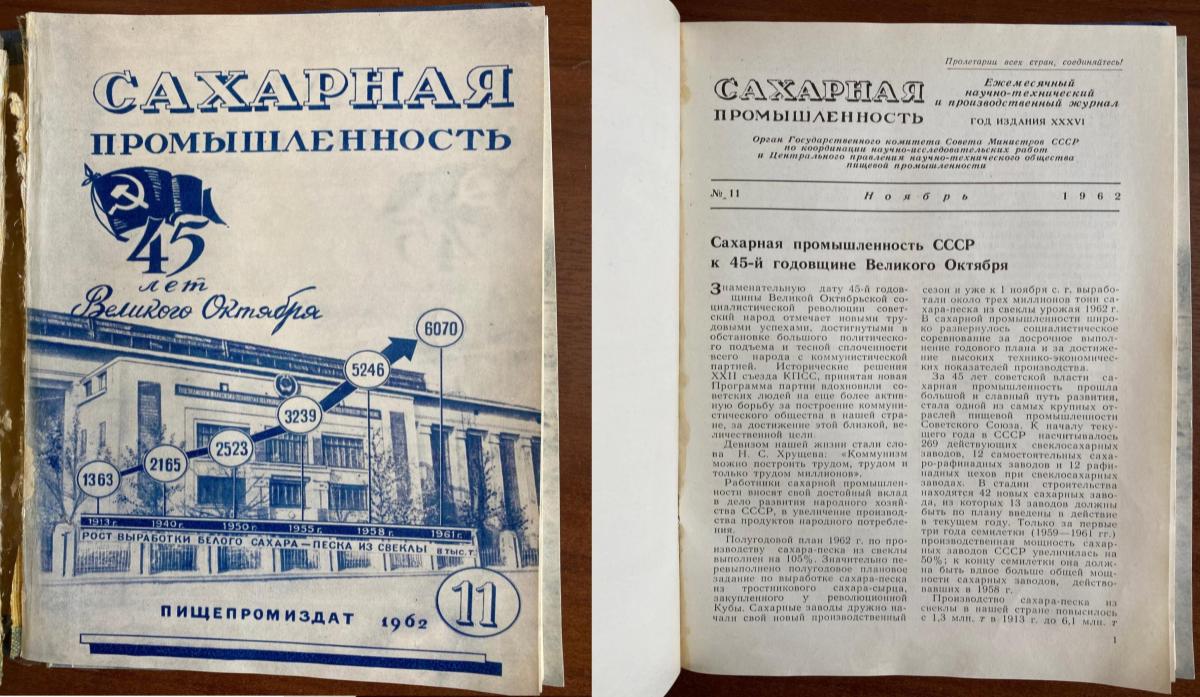 САХАРНАЯ
ПРОМЫШЛЕННОСТЬ
45
лет
Великого Октября
6070
5246
3239
2523
2165
1363
1913 г. 1940 г. 1950 г. 1955 г. 1958 г. 1961 г.
РОСТ ВЫРАБОТКИ БЕЛОГО САХАРА—ПЕСКА ИЗ СВЕКЛЫ В ТЫС. Т.
11
ПИЩЕПРОМИЗДАТ 1962
Пролетарии всех стран, соединяйтесь!
САХАРНАЯ
ПРОМЫШЛЕННОСТЬ
Ежемесячный
научно-технический
и производственный журнал
ГОД ИЗДАНИЯ XXXVI
Орган Государственного комитета Совета Министров СССР
по координации научно-исследовательских работ
и Центрального правления научно-технического общества
пищевой промышленности
№ 11 Ноябрь 1962
Сахарная промышленность СССР
к 45-й годовщине Великого Октября
Знаменательную дату 45-й годов-
щины Великой Октябрьской со-
циалистической революции совет-
ский народ отмечает новыми тру-
довыми успехами, достигнутыми в
обстановке большого политическо-
го подъема и тесной сплоченности
всего народа с коммунистической
партией. Исторические решения
XXII съезда КПСС, принятая новая
Программа партии вдохновили со-
ветских людей на еще более актив-
ную борьбу за построение коммуни-
стического общества в нашей стра-
не, за достижение этой близкой, ве-
личественной цели.
Девизом нашей жизни стали сло-
ва Н. С. Хрущева: «Коммунизм
можно построить трудом, трудом и
только трудом миллионов».
Работники сахарной промышлен-
ности вносят свой достойный вклад
в дело развития народного хозяй-
ства СССР, в увеличение производ-
ства продуктов народного потребле-
ния.
Полугодовой план 1962 г. по про-
изводству сахара-песка из свеклы
выполнен на 105%. Значительно пе-
ревыполнено полугодовое плановое
задание по выработке сахара-песка
из тростникового сахара-сырца,
закупленного у революционной
Кубы. Сахарные заводы дружно на-
чали свой новый производственный
сезон и уже к 1 ноября с. г. вырабо-
тали около трех миллионов тонн са-
хара-песка из свеклы урожая 1962 г.
В сахарной промышленности широ-
ко развернулось социалистическое
соревнование за досрочное выпол-
нение годового плана и за достиже-
ние высоких технико-экономичес-
ких показателей производства.
За 45 лет советской власти са-
харная промышленность прошла
большой и славный путь развития,
стала одной из самых крупных от-
раслей пищевой промышленности
Советского Союза. К началу теку-
щего года в СССР насчитывалось
269 действующих свеклосахарных
заводов, 12 самостоятельных саха-
ро-рафинадных заводов и 12 рафи-
надных цехов при свеклосахарных
заводах. В стадии строительства
находятся 42 новых сахарных заво-
да, из которых 13 заводов должны
быть по плану введены в действие
в текущем году. Только за первые
три года семилетки (1959—1961 гг.)
производственная мощность сахар-
ных заводов СССР увеличилась на
50%; к концу семилетки она долж-
на быть вдвое больше общей мощ-
ности сахарных заводов, действо-
вавших в 1958 г.
Производство сахара-песка из
свеклы в нашей стране повысилось
с 1,3 млн. т в 1913 г. до 6,1 млн. т
1